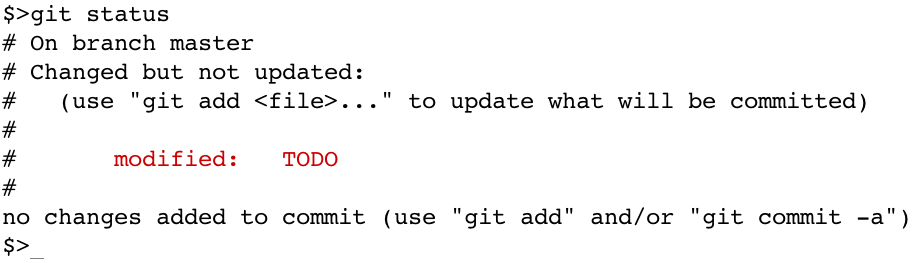 $>git status
# On branch master
# Changed but not updated:
#   (use "git add <file>..." to update what will be committed)
#
#       modified:   TODO
#
no changes added to commit (use "git add" and/or "git commit -a")
$>_